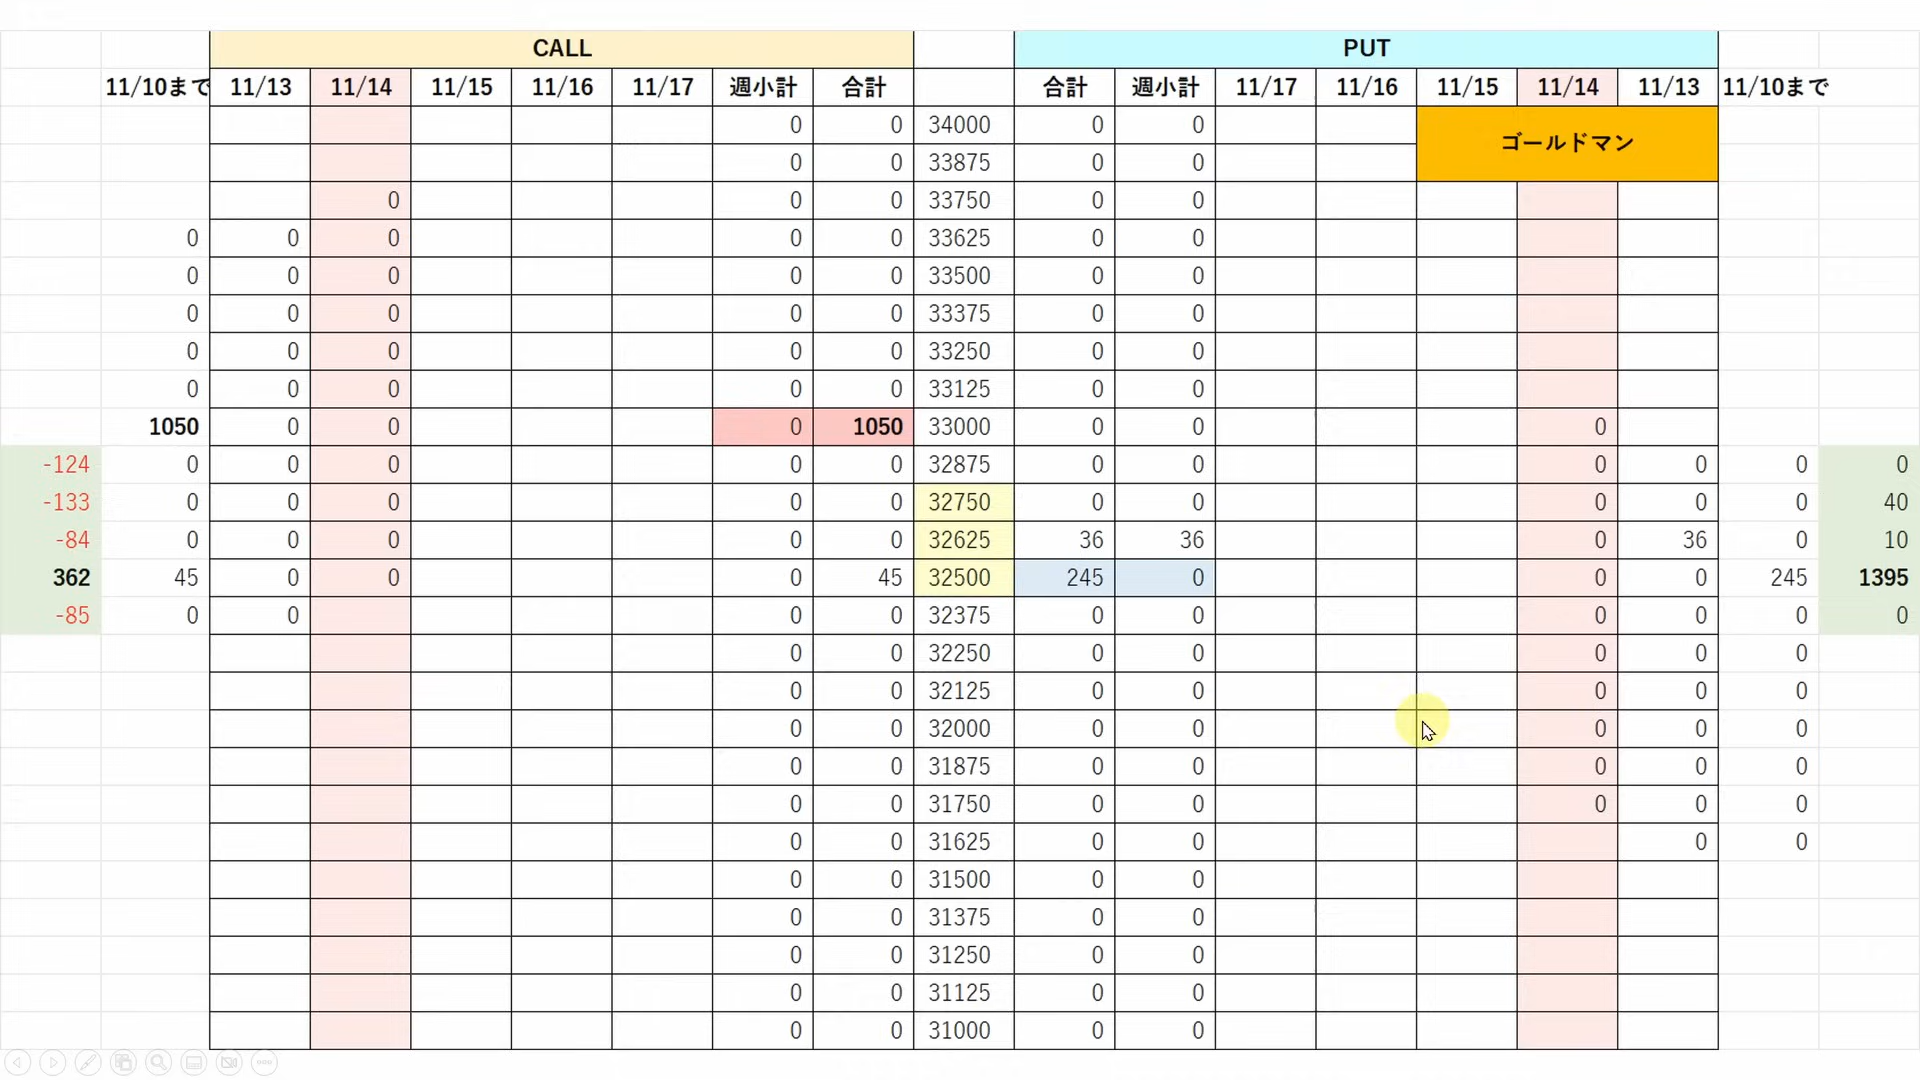 CALL PUT
11/10まで 11/13 11/14 11/15 11/16 11/17 週小計 合計 合計 週小計 11/17 11/16 11/15 11/14 11/13 11/10まで
0 0 34000 0 0 ゴールドマン
0 0 33875 0 0
0 0 0 33750 0 0
0 0 0 0 0 33625 0 0
0 0 0 0 0 33500 0 0
0 0 0 0 0 33375 0 0
0 0 0 0 0 33250 0 0
0 0 0 0 0 33125 0 0
1050 0 0 0 1050 33000 0 0 0
-124 0 0 0 0 0 32875 0 0 0 0 0 0
-133 0 0 0 0 0 32750 0 0 0 0 0 40
-84 0 0 0 0 0 32625 36 36 0 36 0 10
362 45 0 0 0 45 32500 245 0 0 0 245 1395
-85 0 0 0 0 32375 0 0 0 0 0 0
0 0 32250 0 0 0 0 0
0 0 32125 0 0 0 0 0
0 0 32000 0 0 0 0 0
0 0 31875 0 0 0 0 0
0 0 31750 0 0 0 0 0
0 0 31625 0 0 0 0
0 0 31500 0 0
0 0 31375 0 0
0 0 31250 0 0
0 0 31125 0 0
0 0 31000 0 0